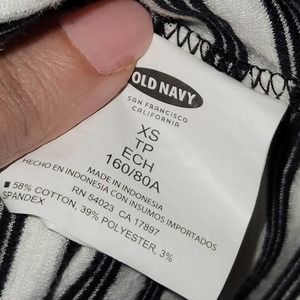 OLD NAVY
SAN FRANCISCO
CALIFORNIA
XS
TP
ECH
160/80A
MADE IN INDONESIA
HECHO EN INDONESIA CON INSUMOS IMPORTADOS
RN 54023 CA 17897
58% COTTON, 39% POLYESTER, 3%
SPANDEX